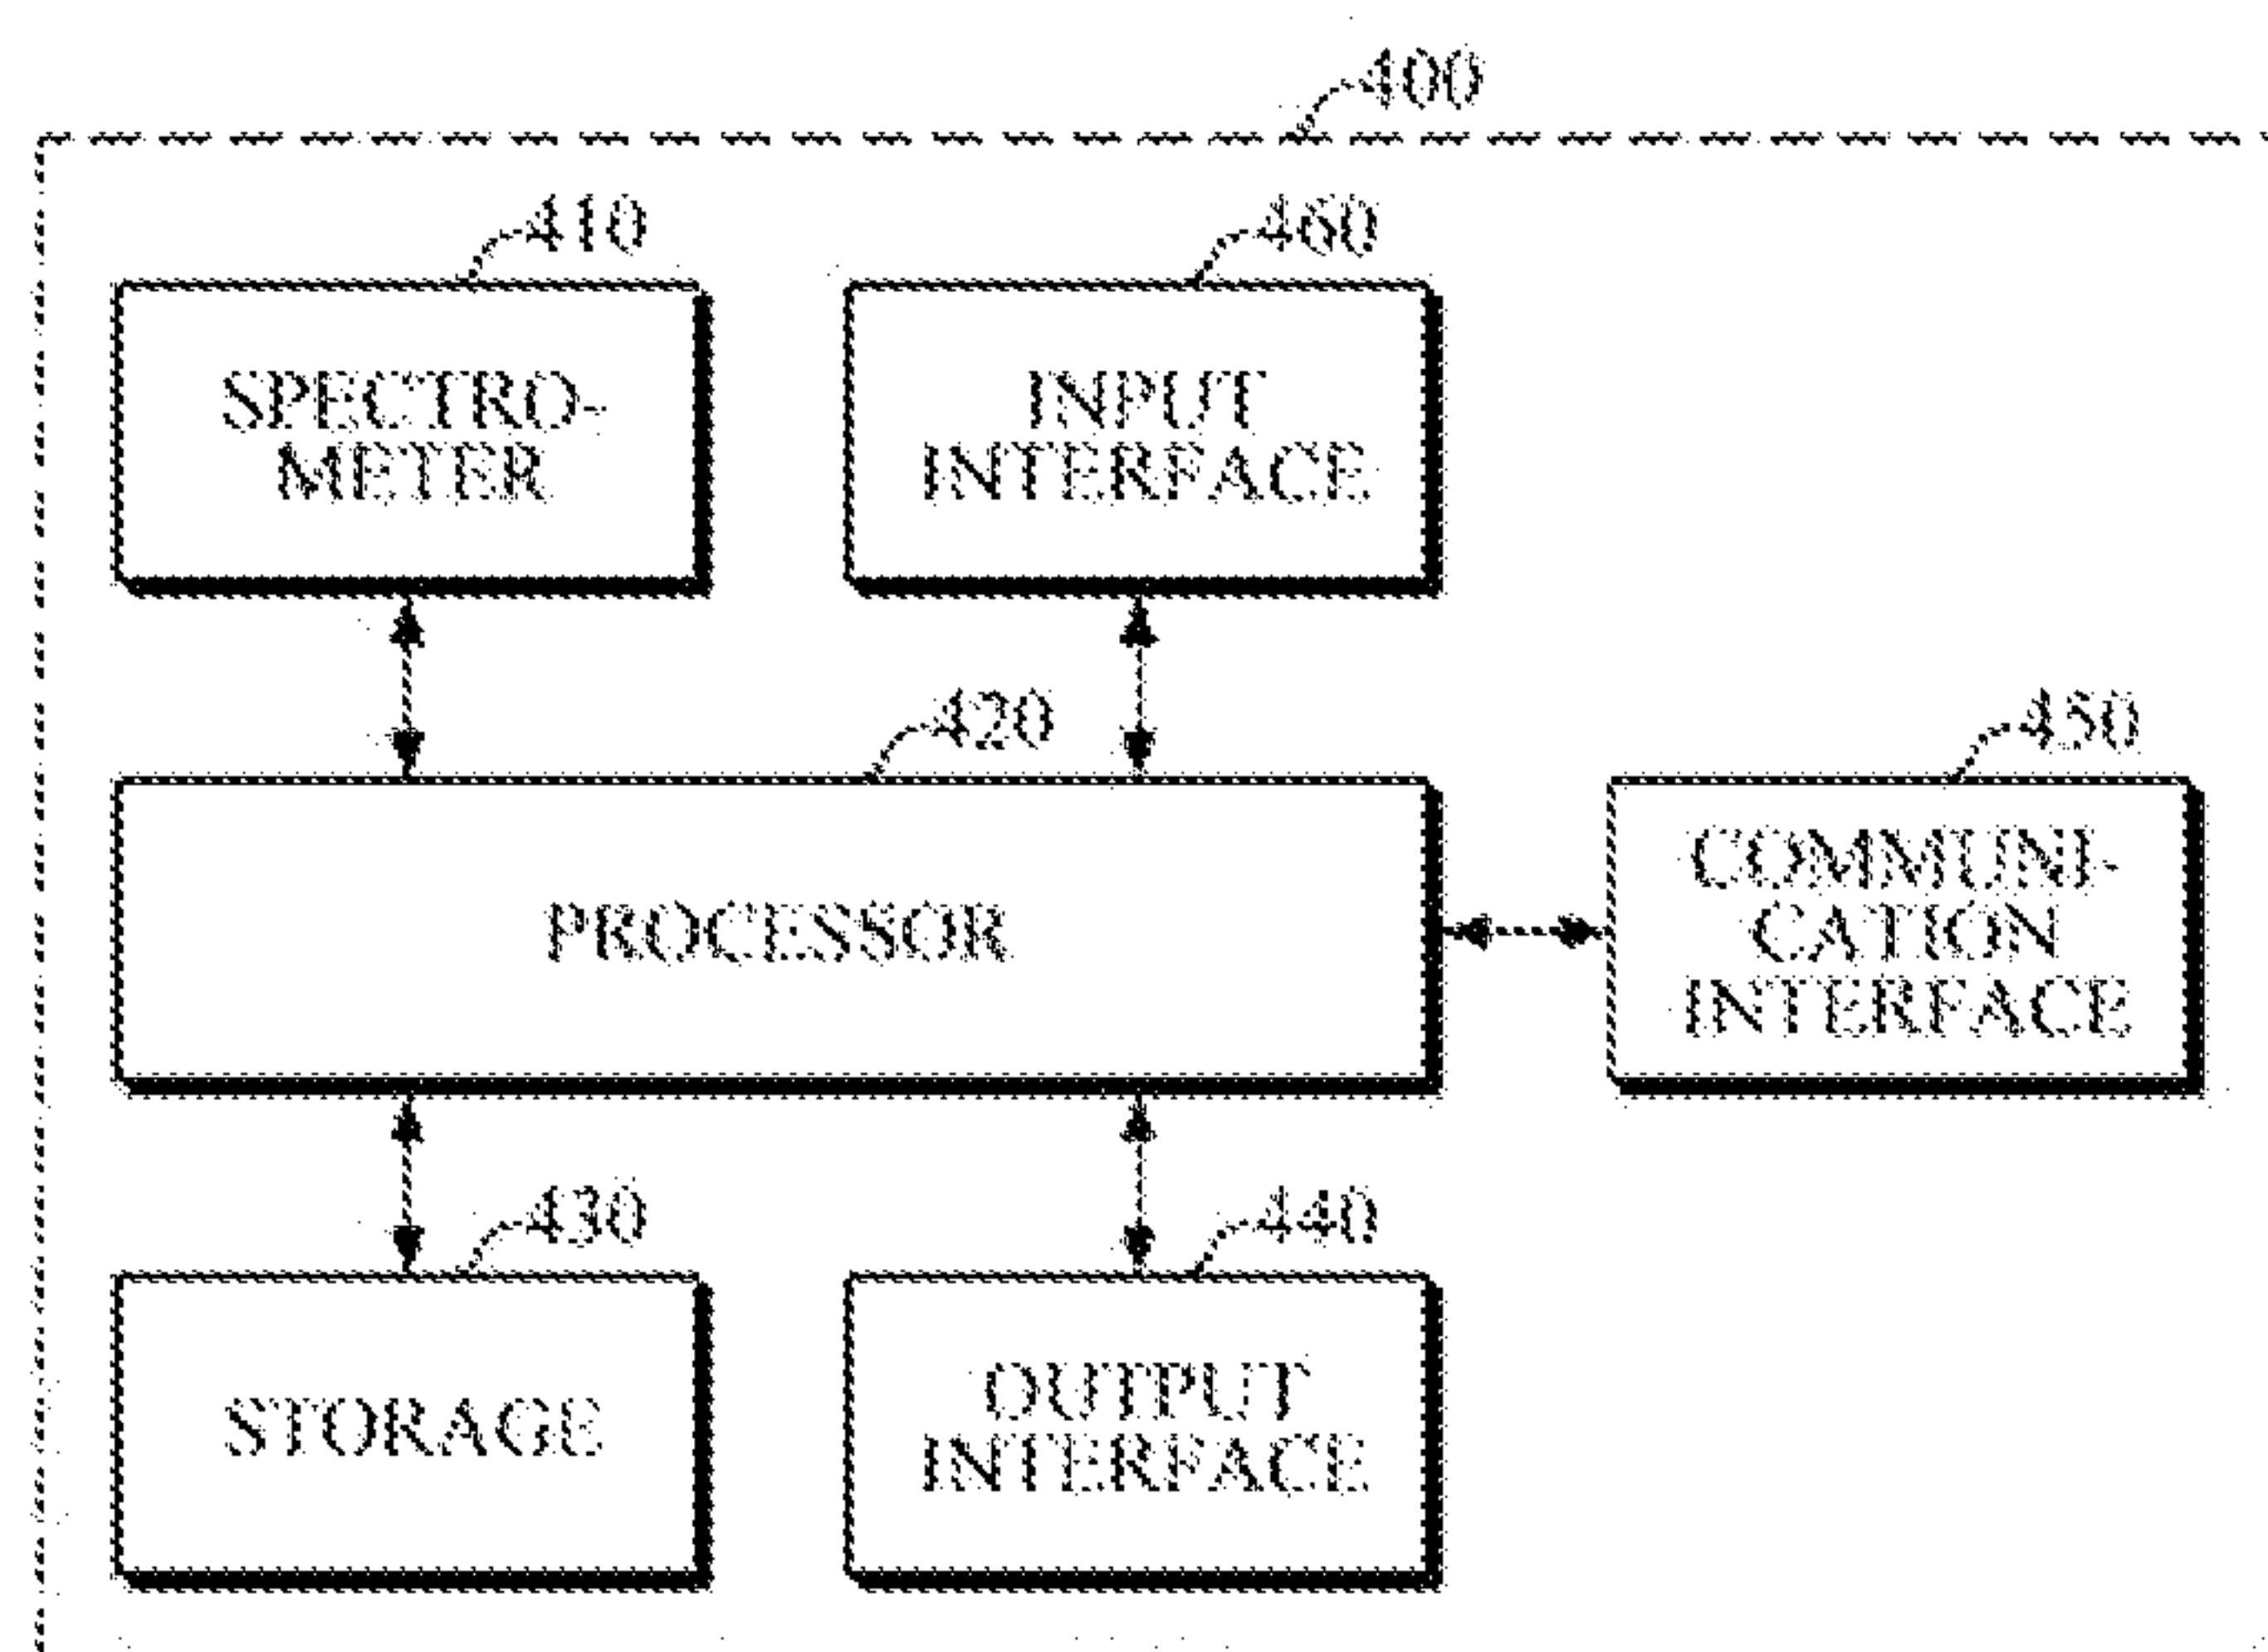 400
410
460
SPECTRO-
METER
INPUT
INTERFACE
420
450
PROCESSOR
COMMUNI-
CATION
INTERFACE
430
440
STORAGE
OUTPUT
INTERFACE